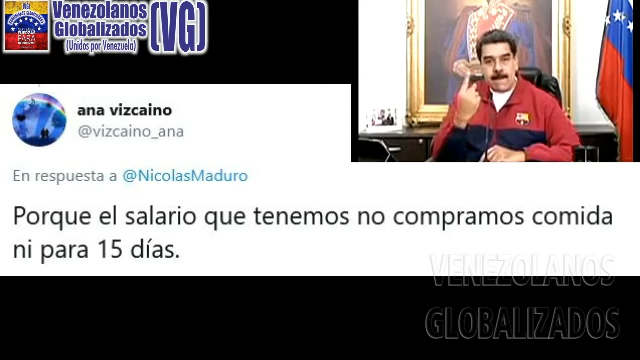 Venezolanos
Globalizados
(Unidos por Venezuela)
(VG)
ana vizcaino
@vizcaino_ana
En respuesta a @NicolasMaduro
Porque el salario que tenemos no compramos comida
ni para 15 días.
VENEZOLANOS
GLOBALIZADOS